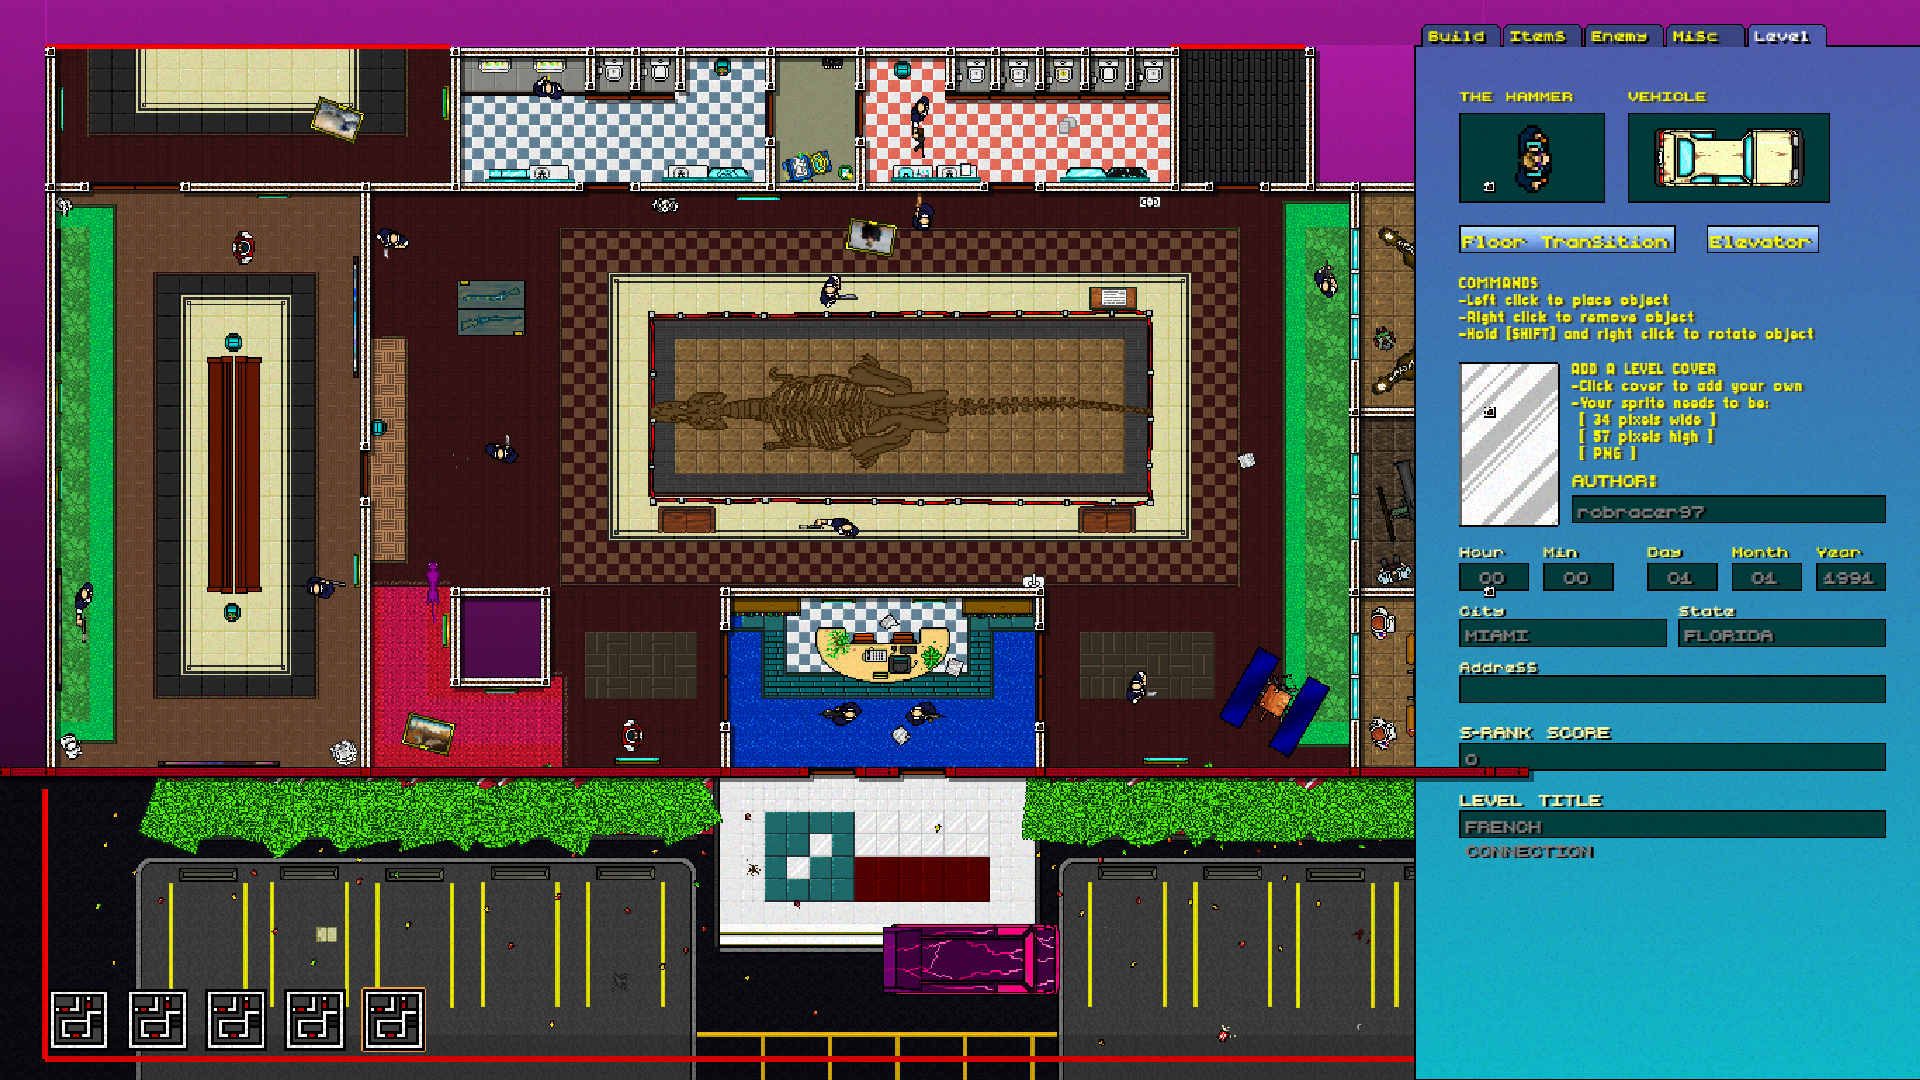 Build Items Enemy Misc Level
THE HAMMER VEHICLE
Floor Transition Elevator
COMMANDS
-Left click to place object
-Right click to remove object
-Hold [SHIFT] and right click to rotate object
ADD A LEVEL COVER
-Click cover to add your own
-Your sprite needs to be:
[ 34 pixels wide ]
[ 57 pixels high ]
[ PNG ]
AUTHOR:
robracer97
Hour Min Day Month Year
00 00 01 01 1991
City State
MIAMI FLORIDA
Address
S-RANK SCORE
0
LEVEL TITLE
FRENCH
CONNECTION